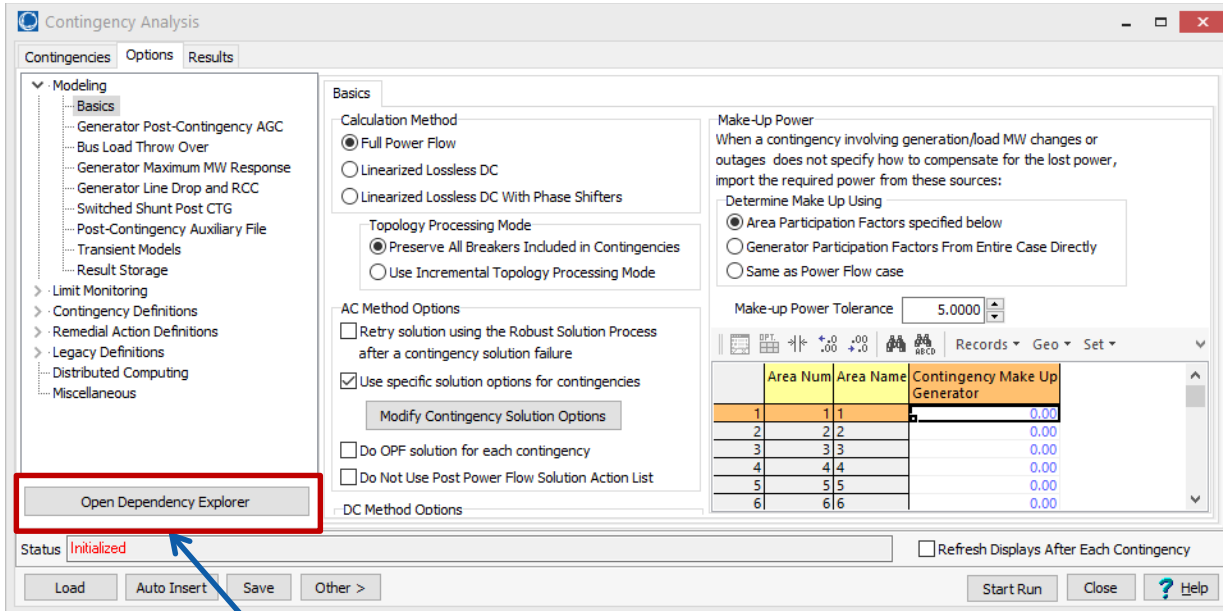 Contingency Analysis
Contingencies Options Results
Modeling
Basics
Generator Post-Contingency AGC
Bus Load Throw Over
Generator Maximum MW Response
Generator Line Drop and RCC
Switched Shunt Post CTG
Post-Contingency Auxiliary File
Transient Models
Result Storage
Limit Monitoring
Contingency Definitions
Remedial Action Definitions
Legacy Definitions
Distributed Computing
Miscellaneous
Open Dependency Explorer
Basics
Calculation Method
Full Power Flow
Linearized Lossless DC
Linearized Lossless DC With Phase Shifters
Topology Processing Mode
Preserve All Breakers Included in Contingencies
Use Incremental Topology Processing Mode
AC Method Options
Retry solution using the Robust Solution Process
after a contingency solution failure
Use specific solution options for contingencies
Modify Contingency Solution Options
Do OPF solution for each contingency
Do Not Use Post Power Flow Solution Action List
DC Method Options
Make-Up Power
When a contingency involving generation/load MW changes or
outages does not specify how to compensate for the lost power,
import the required power from these sources:
Determine Make Up Using
Area Participation Factors specified below
Generator Participation Factors From Entire Case Directly
Same as Power Flow case
Make-up Power Tolerance 5.0000
OPT. .00 .00 ABCD Records Geo Set
Area Num Area Name Contingency Make Up
Generator
1 1 1 0.00
2 2 2 0.00
3 3 3 0.00
4 4 4 0.00
5 5 5 0.00
6 6 6 0.00
Status Initialized Refresh Displays After Each Contingency
Load Auto Insert Save Other > Start Run Close ? Help